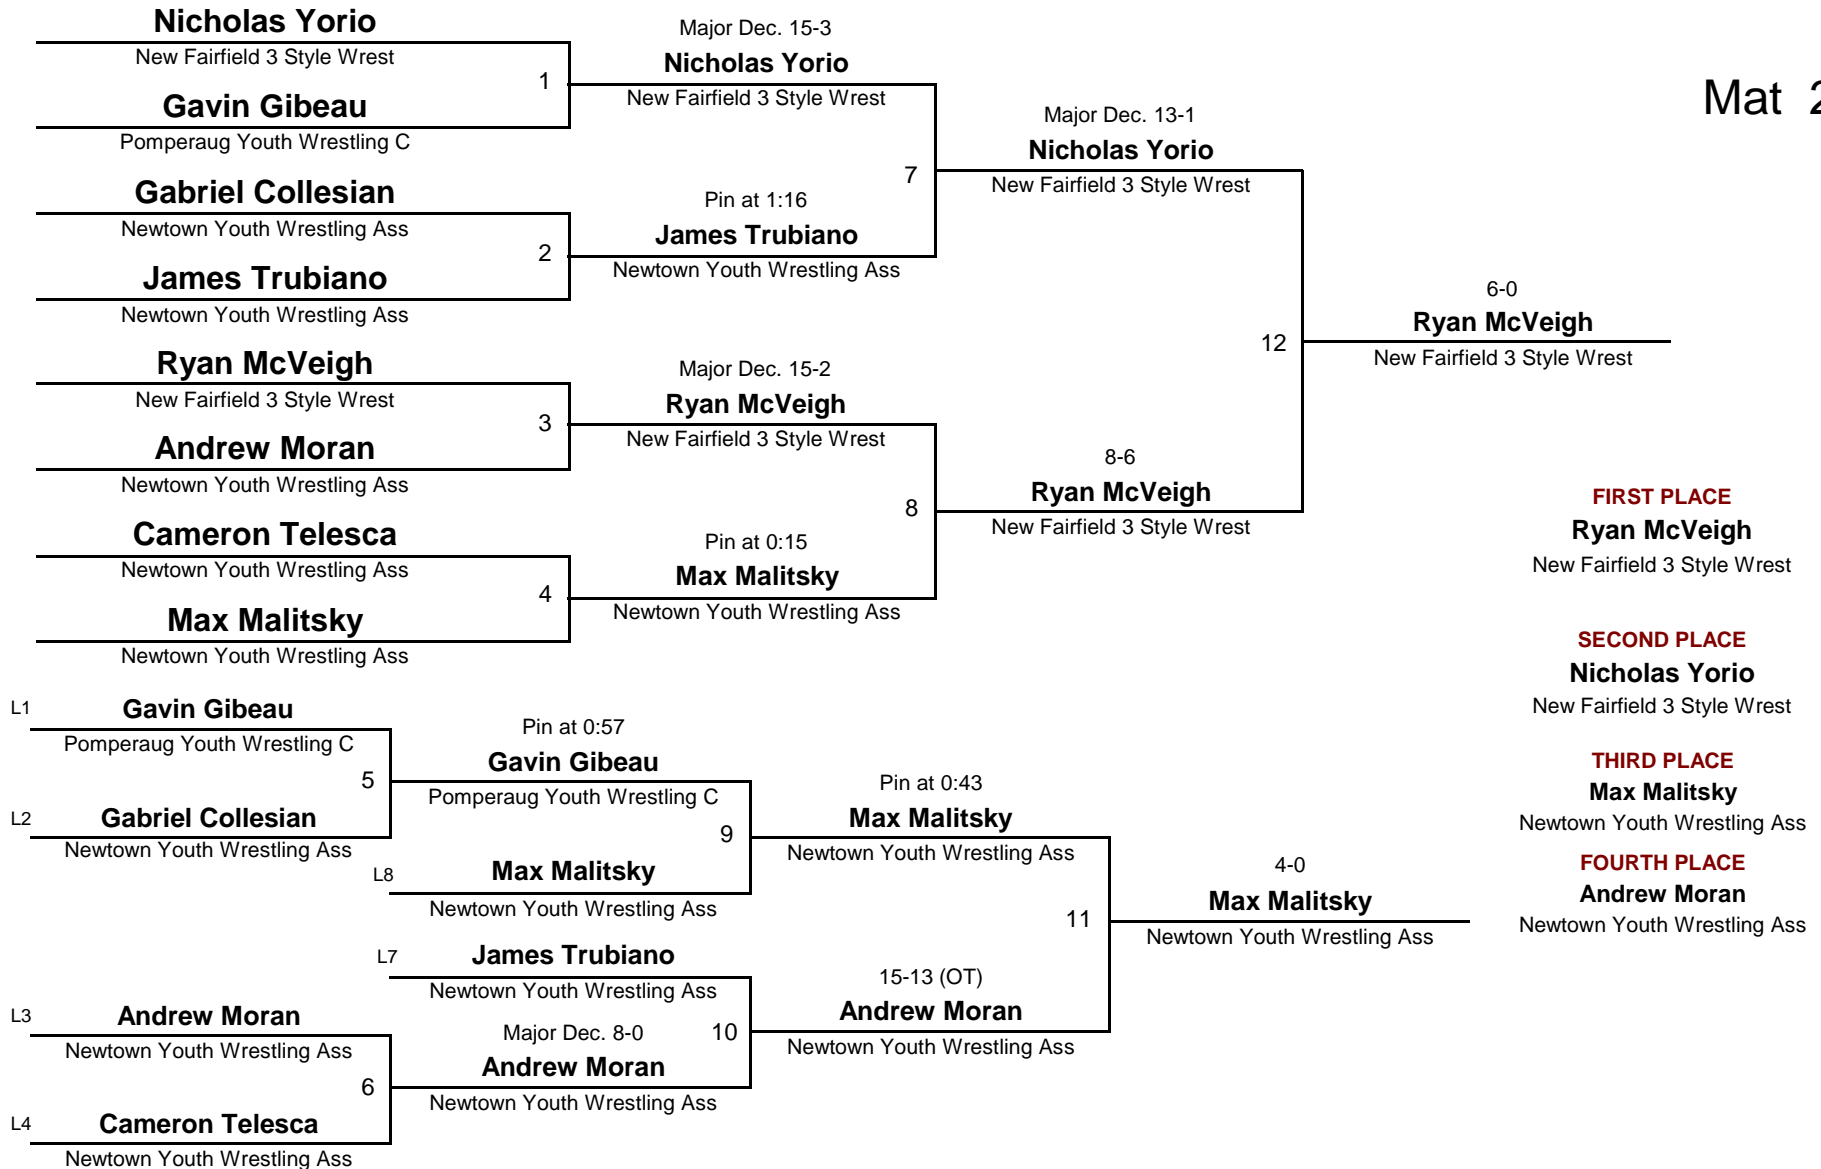 Nicholas Yorio
New Fairfield 3 Style Wrest
1
Gavin Gibeau
Pomperaug Youth Wrestling C
Gabriel Collesian
Newtown Youth Wrestling Ass
2
James Trubiano
Newtown Youth Wrestling Ass
Ryan McVeigh
New Fairfield 3 Style Wrest
3
Andrew Moran
Newtown Youth Wrestling Ass
Cameron Telesca
Newtown Youth Wrestling Ass
4
Max Malitsky
Newtown Youth Wrestling Ass
Major Dec. 15-3
Nicholas Yorio
New Fairfield 3 Style Wrest
7
Pin at 1:16
James Trubiano
Newtown Youth Wrestling Ass
Major Dec. 15-2
Ryan McVeigh
New Fairfield 3 Style Wrest
8
Pin at 0:15
Max Malitsky
Newtown Youth Wrestling Ass
Major Dec. 13-1
Nicholas Yorio
New Fairfield 3 Style Wrest
12
8-6
Ryan McVeigh
New Fairfield 3 Style Wrest
6-0
Ryan McVeigh
New Fairfield 3 Style Wrest
Mat 2
FIRST PLACE
Ryan McVeigh
New Fairfield 3 Style Wrest
SECOND PLACE
Nicholas Yorio
New Fairfield 3 Style Wrest
THIRD PLACE
Max Malitsky
Newtown Youth Wrestling Ass
FOURTH PLACE
Andrew Moran
Newtown Youth Wrestling Ass
L1
Gavin Gibeau
Pomperaug Youth Wrestling C
5
L2
Gabriel Collesian
Newtown Youth Wrestling Ass
Pin at 0:57
Gavin Gibeau
Pomperaug Youth Wrestling C
9
L8
Max Malitsky
Newtown Youth Wrestling Ass
L7
James Trubiano
Newtown Youth Wrestling Ass
10
Major Dec. 8-0
Andrew Moran
Newtown Youth Wrestling Ass
L3
Andrew Moran
Newtown Youth Wrestling Ass
6
L4
Cameron Telesca
Newtown Youth Wrestling Ass
Pin at 0:43
Max Malitsky
Newtown Youth Wrestling Ass
11
15-13 (OT)
Andrew Moran
Newtown Youth Wrestling Ass
4-0
Max Malitsky
Newtown Youth Wrestling Ass